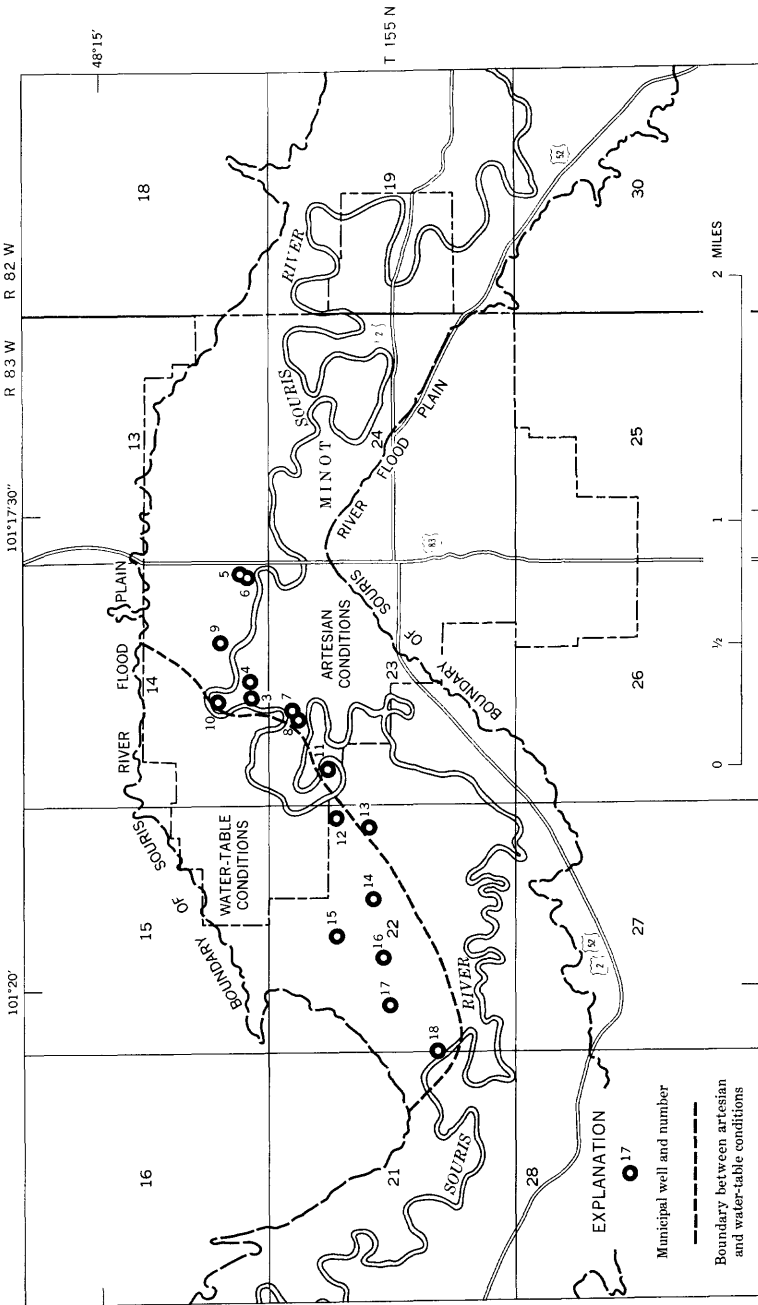 R 83 W
R 82 W
101°20'
101°17'30"
48°15'
T 155 N
16
15
14
13
18
BOUNDARY OF SOURIS RIVER FLOOD PLAIN
WATER-TABLE
CONDITIONS
10
9
5
6
4
3
7
8
11
12
13
14
15
16
17
18
ARTESIAN
CONDITIONS
SOURIS RIVER
MINOT
21
22
23
24
19
2
83
52
SOURIS
RIVER
BOUNDARY OF SOURIS RIVER FLOOD PLAIN
28
27
26
25
30
2
52
EXPLANATION
17
Municipal well and number
Boundary between artesian
and water-table conditions
0 ½ 1 2 MILES